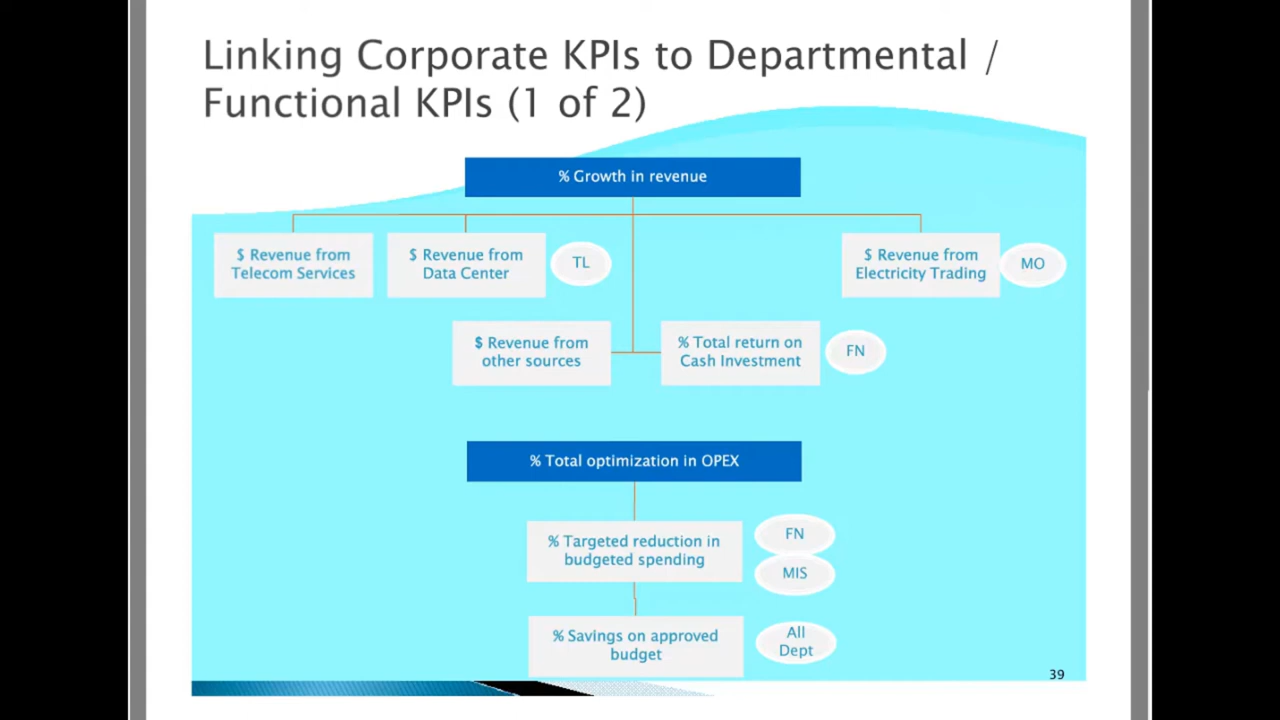 Linking Corporate KPIs to Departmental /
Functional KPIs (1 of 2)
% Growth in revenue
$ Revenue from
Telecom Services
$ Revenue from
Data Center
TL
$ Revenue from
Electricity Trading
MO
$ Revenue from
other sources
% Total return on
Cash Investment
FN
% Total optimization in OPEX
% Targeted reduction in
budgeted spending
FN
MIS
% Savings on approved
budget
All
Dept
39